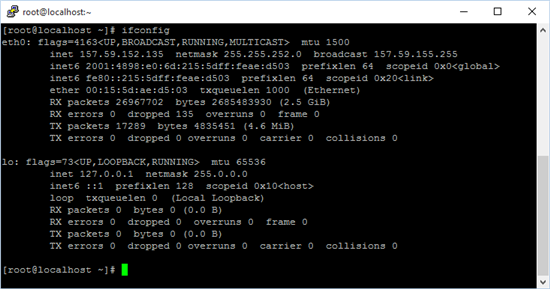 root@localhost:~
[root@localhost ~]# ifconfig
eth0: flags=4163<UP,BROADCAST,RUNNING,MULTICAST> mtu 1500
inet 157.59.152.135 netmask 255.255.252.0 broadcast 157.59.155.255
inet6 2001:4898:e0:6d:215:5dff:feae:d503 prefixlen 64 scopeid 0x0<global>
inet6 fe80::215:5dff:feae:d503 prefixlen 64 scopeid 0x20<link>
ether 00:15:5d:ae:d5:03 txqueuelen 1000 (Ethernet)
RX packets 26967702 bytes 2685483930 (2.5 GiB)
RX errors 0 dropped 135 overruns 0 frame 0
TX packets 17289 bytes 4835451 (4.6 MiB)
TX errors 0 dropped 0 overruns 0 carrier 0 collisions 0
lo: flags=73<UP,LOOPBACK,RUNNING> mtu 65536
inet 127.0.0.1 netmask 255.0.0.0
inet6 ::1 prefixlen 128 scopeid 0x10<host>
loop txqueuelen 0 (Local Loopback)
RX packets 0 bytes 0 (0.0 B)
RX errors 0 dropped 0 overruns 0 frame 0
TX packets 0 bytes 0 (0.0 B)
TX errors 0 dropped 0 overruns 0 carrier 0 collisions 0
[root@localhost ~]#